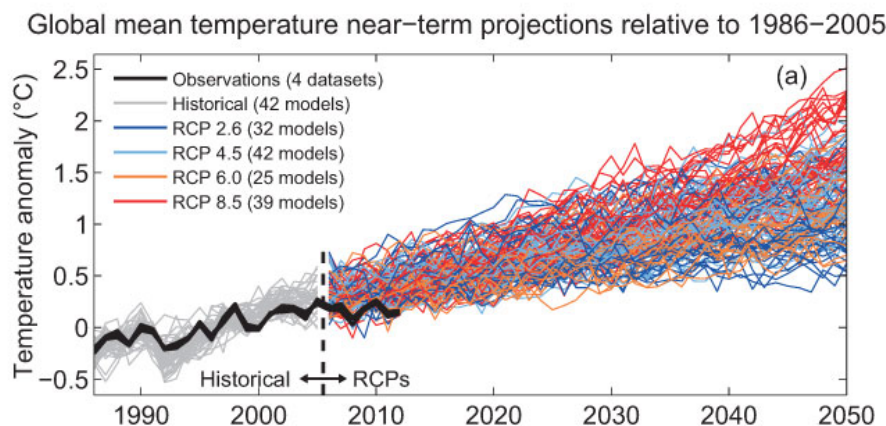 Global mean temperature near−term projections relative to 1986−2005
Temperature anomaly (°C)
2.5
2
1.5
1
0.5
0
−0.5
(a)
Observations (4 datasets)
Historical (42 models)
RCP 2.6 (32 models)
RCP 4.5 (42 models)
RCP 6.0 (25 models)
RCP 8.5 (39 models)
Historical RCPs
1990 2000 2010 2020 2030 2040 2050